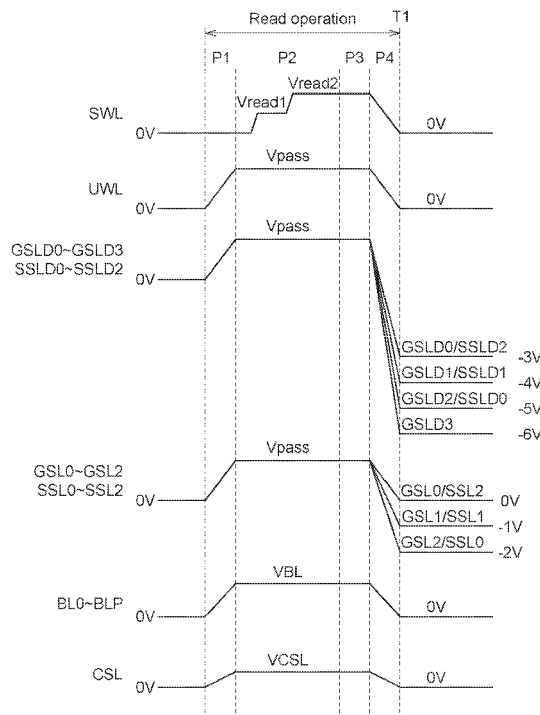 Read operation T1
P1 P2 P3 P4
SWL 0V Vread1 Vread2 0V
UWL 0V Vpass 0V
GSLD0~GSLD3
SSLD0~SSLD2
0V Vpass
GSLD0/SSLD2 -3V
GSLD1/SSLD1 -4V
GSLD2/SSLD0 -5V
GSLD3 -6V
GSL0~GSL2
SSL0~SSL2
0V Vpass
GSL0/SSL2 0V
GSL1/SSL1 -1V
GSL2/SSL0 -2V
BL0~BLP 0V VBL 0V
CSL 0V VCSL 0V